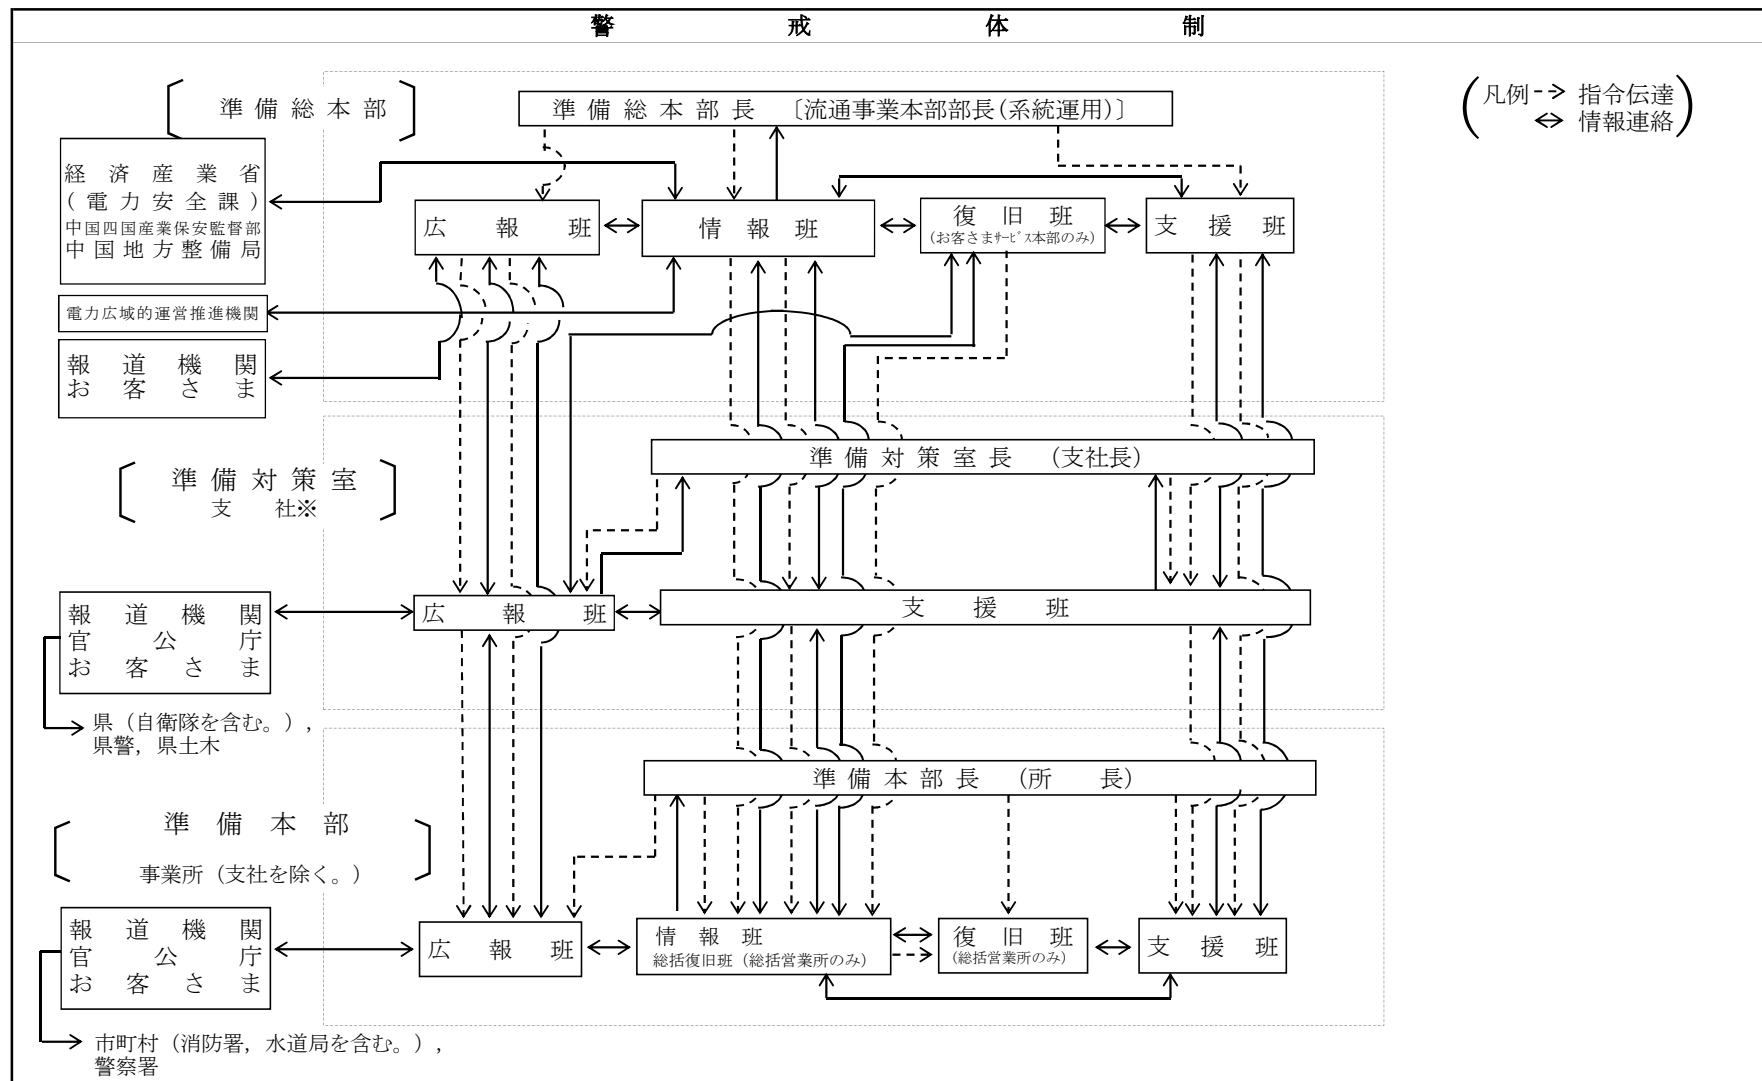 警戒体制
凡例 指令伝達
情報連絡
準備総本部
準備総本部長 〔流通事業本部部長(系統運用)〕
経済産業省
(電力安全課)
中国四国産業保安監督部
中国地方整備局
広報班
情報班
復旧班
(お客さまｻｰﾋﾞｽ本部のみ)
支援班
電力広域的運営推進機関
報道機関
お客さま
準備対策室
支社※
準備対策室長 (支社長)
報道機関
官公庁
お客さま
広報班
支援班
県（自衛隊を含む。），
県警，県土木
準備本部
事業所（支社を除く。）
準備本部長 (所長)
報道機関
官公庁
お客さま
広報班
情報班
総括復旧班（総括営業所のみ）
復旧班
(総括営業所のみ)
支援班
市町村（消防署，水道局を含む。），
警察署